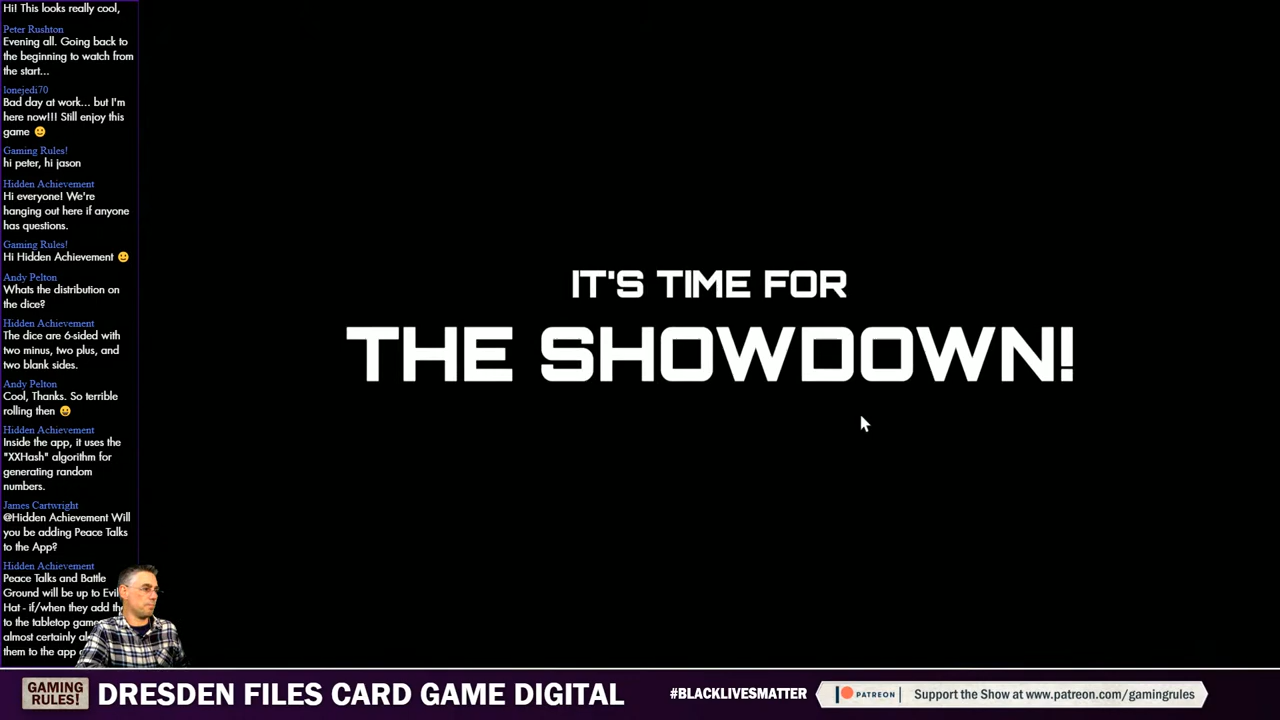 Hi! This looks really cool,
Peter Rushton
Evening all. Going back to
the beginning to watch from
the start...
lonejedi70
Bad day at work... but I'm
here now!!! Still enjoy this
game
Gaming Rules!
hi peter, hi jason
Hidden Achievement
Hi everyone! We're
hanging out here if anyone
has questions.
Gaming Rules!
Hi Hidden Achievement
Andy Pelton
Whats the distribution on
the dice?
Hidden Achievement
The dice are 6-sided with
two minus, two plus, and
two blank sides.
Andy Pelton
Cool, Thanks. So terrible
rolling then
Hidden Achievement
Inside the app, it uses the
"XXHash" algorithm for
generating random
numbers.
James Cartwright
@Hidden Achievement Will
you be adding Peace Talks
to the App?
Hidden Achievement
Peace Talks and Battle
Ground will be up to Evil
Hat - if/when they add
to the tabletop
almost certainly
them to the app
IT'S TIME FOR
THE SHOWDOWN!
GAMING
RULES!
DRESDEN FILES CARD GAME DIGITAL
#BLACKLIVESMATTER
PATREON
Support the Show at www.patreon.com/gamingrules